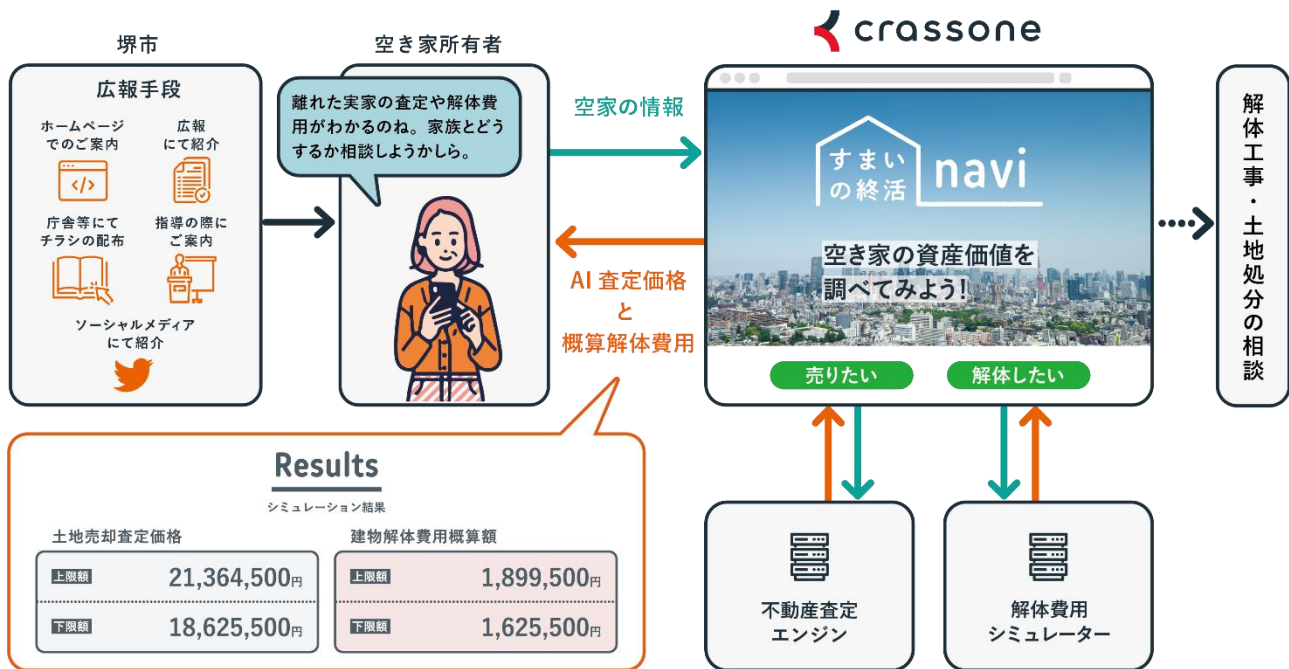 堺市
広報手段
ホームページ
でのご案内
広報
にて紹介
庁舎等にて
チラシの配布
指導の際に
ご案内
ソーシャルメディア
にて紹介
空き家所有者
離れた実家の査定や解体費
用がわかるのね。家族とどう
するか相談しようかしら。
空家の情報
AI 査定価格
と
概算解体費用
crassone
すまい
の終活
navi
空き家の資産価値を
調べてみよう!
売りたい
解体したい
解体工事・土地処分の相談
Results
シミュレーション結果
土地売却査定価格
上限額 21,364,500円
下限額 18,625,500円
建物解体費用概算額
上限額 1,899,500円
下限額 1,625,500円
不動産査定
エンジン
解体費用
シミュレーター